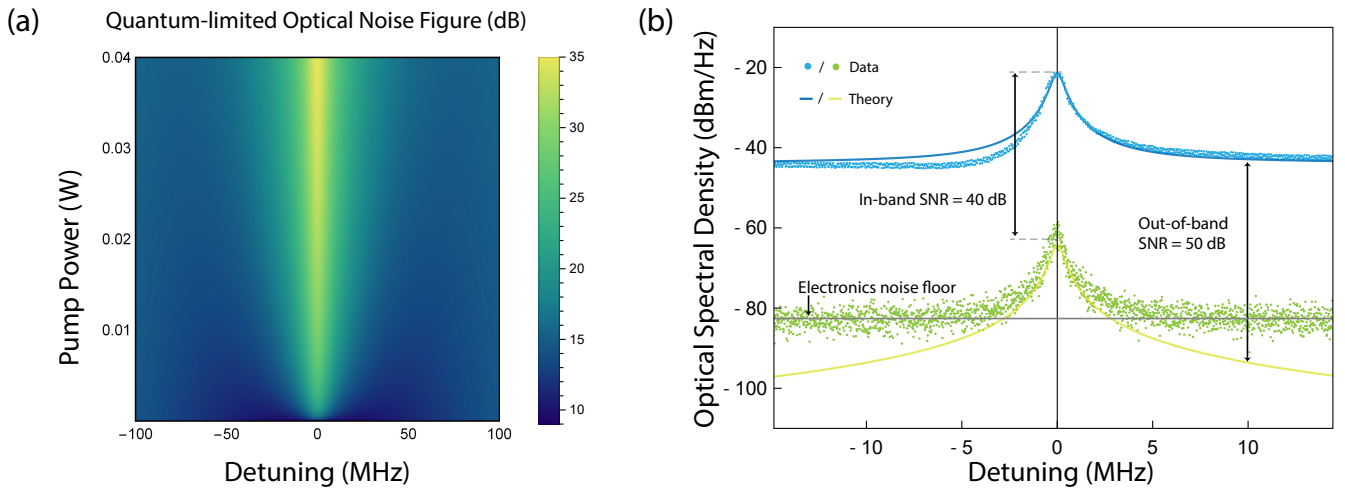 (a)
Quantum-limited Optical Noise Figure (dB)
Pump Power (W)
0.04
0.03
0.02
0.01
−100
−50
0
50
100
Detuning (MHz)
35
30
25
20
15
10
(b)
Optical Spectral Density (dBm/Hz)
- 20
- 40
- 60
- 80
- 100
/ Data
/ Theory
In-band SNR = 40 dB
Out-of-band
SNR = 50 dB
Electronics noise floor
- 10
- 5
0
5
10
Detuning (MHz)